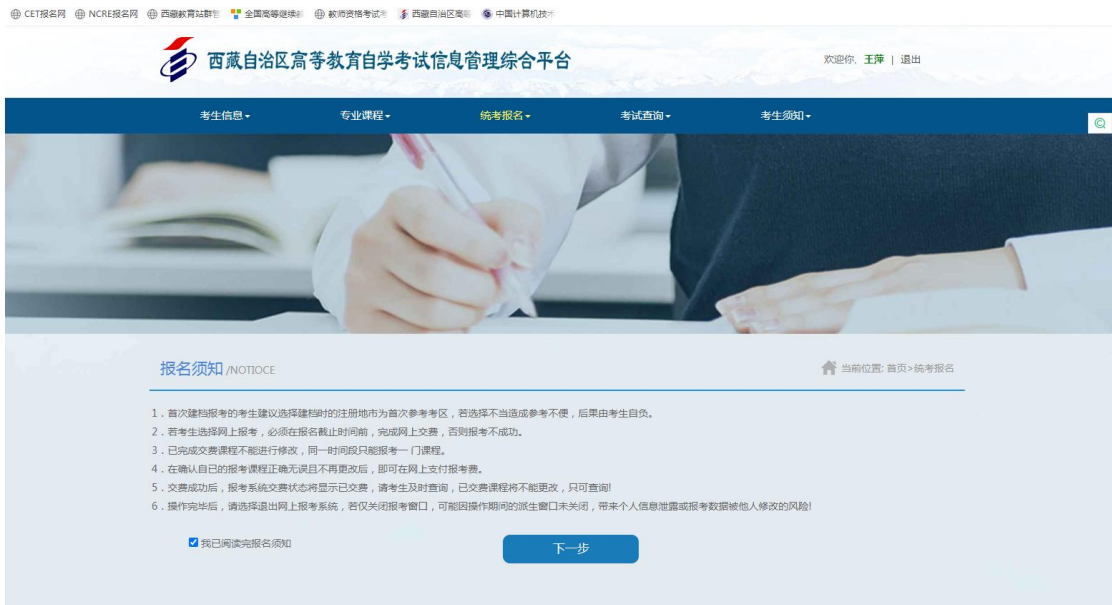 CET报名网 NCRE报名网 西藏教育站群 全国高等继续 教师资格考试 西藏自治区高 中国计算机技
西藏自治区高等教育自学考试信息管理综合平台
欢迎你, 王萍 | 退出
考生信息 专业课程 统考报名 考试查询 考生须知
报名须知 /NOTIOCE
当前位置: 首页>统考报名
1．首次建档报考的考生建议选择建档时的注册地市为首次参考考区，若选择不当造成参考不便，后果由考生自负。
2．若考生选择网上报考，必须在报名截止时间前，完成网上交费，否则报考不成功。
3．已完成交费课程不能进行修改，同一时间段只能报考一 门课程。
4．在确认自已的报考课程正确无误且不再更改后，即可在网上支付报考费。
5．交费成功后，报考系统交费状态将显示已交费，请考生及时查询，已交费课程将不能更改，只可查询!
6．操作完毕后，请选择退出网上报考系统，若仅关闭报考窗口，可能因操作期间的派生窗口未关闭，带来个人信息泄露或报考数据被他人修改的风险!
我已阅读完报名须知
下一步